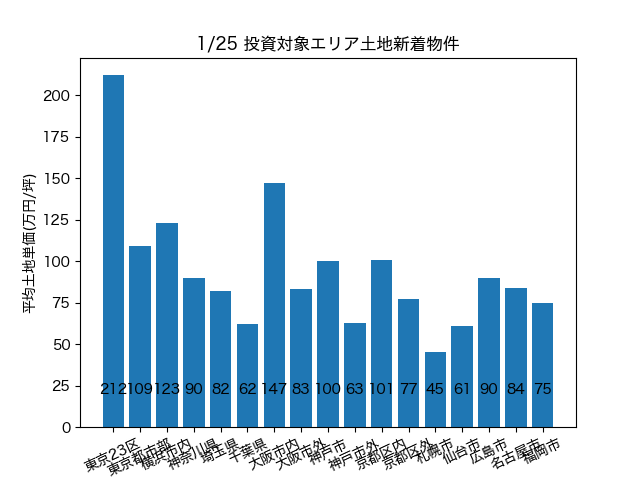 1/25 投資対象エリア土地新着物件
平均土地単価(万円/坪)
200
175
150
125
100
75
50
25
0
212 109 123 90 82 62 147 83 100 63 101 77 45 61 90 84 75
東京23区
東京都市部
横浜市内
神奈川県
埼玉県
千葉県
大阪市内
大阪市外
神戸市
神戸市外
京都区内
京都区外
札幌市
仙台市
広島市
名古屋市
福岡市